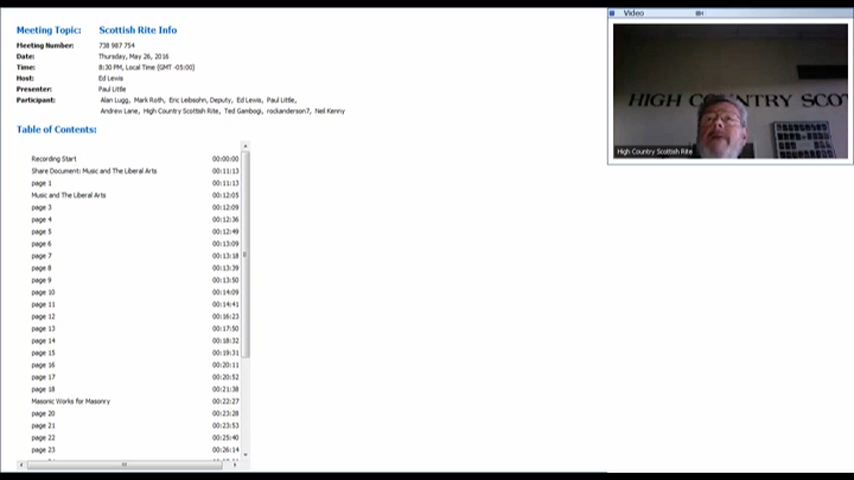 Meeting Topic: Scottish Rite Info
Meeting Number: 738 987 754
Date: Thursday, May 26, 2016
Time: 8:30 PM, Local Time (GMT -05:00)
Host: Ed Lewis
Presenter: Paul Little
Participant: Alan Lugg, Mark Roth, Eric Leibsohn, Deputy, Ed Lewis, Paul Little,
Andrew Lane, High Country Scottish Rite, Ted Gambogi, rockanderson7, Neil Kenny
Table of Contents:
Recording Start 00:00:00
Share Document: Music and The Liberal Arts 00:11:13
page 1 00:11:13
Music and The Liberal Arts 00:12:05
page 3 00:12:09
page 4 00:12:36
page 5 00:12:49
page 6 00:13:09
page 7 00:13:18
page 8 00:13:39
page 9 00:13:50
page 10 00:14:09
page 11 00:14:41
page 12 00:16:23
page 13 00:17:50
page 14 00:18:32
page 15 00:19:31
page 16 00:20:11
page 17 00:20:52
page 18 00:21:38
Masonic Works for Masonry 00:22:27
page 20 00:23:28
page 21 00:23:53
page 22 00:25:40
page 23 00:26:14
Video
HIGH C NTRY SCOT
High Country Scottish Rite